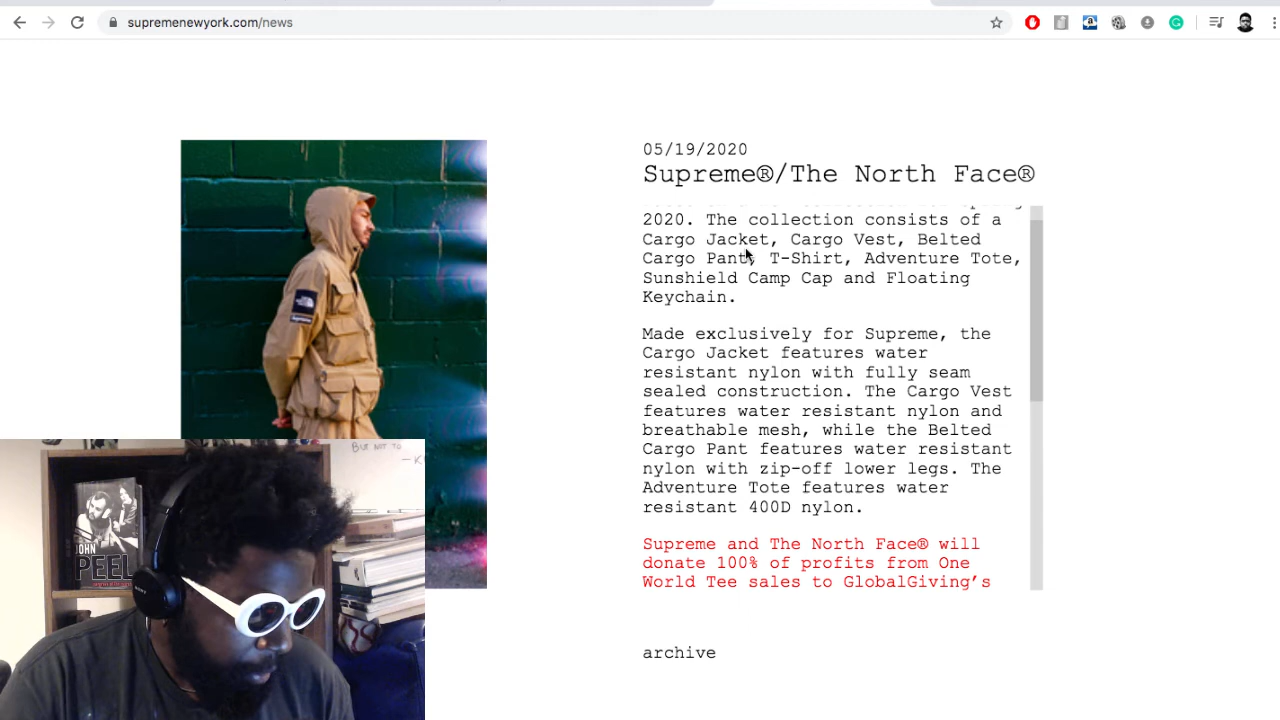 supremenewyork.com/news
05/19/2020
Supreme®/The North Face®
2020. The collection consists of a
Cargo Jacket, Cargo Vest, Belted
Cargo Pant, T-Shirt, Adventure Tote,
Sunshield Camp Cap and Floating
Keychain.
Made exclusively for Supreme, the
Cargo Jacket features water
resistant nylon with fully seam
sealed construction. The Cargo Vest
features water resistant nylon and
breathable mesh, while the Belted
Cargo Pant features water resistant
nylon with zip-off lower legs. The
Adventure Tote features water
resistant 400D nylon.
Supreme and The North Face® will
donate 100% of profits from One
World Tee sales to GlobalGiving's
archive
BUT NOT TO
JOHN
PEEL
SONY